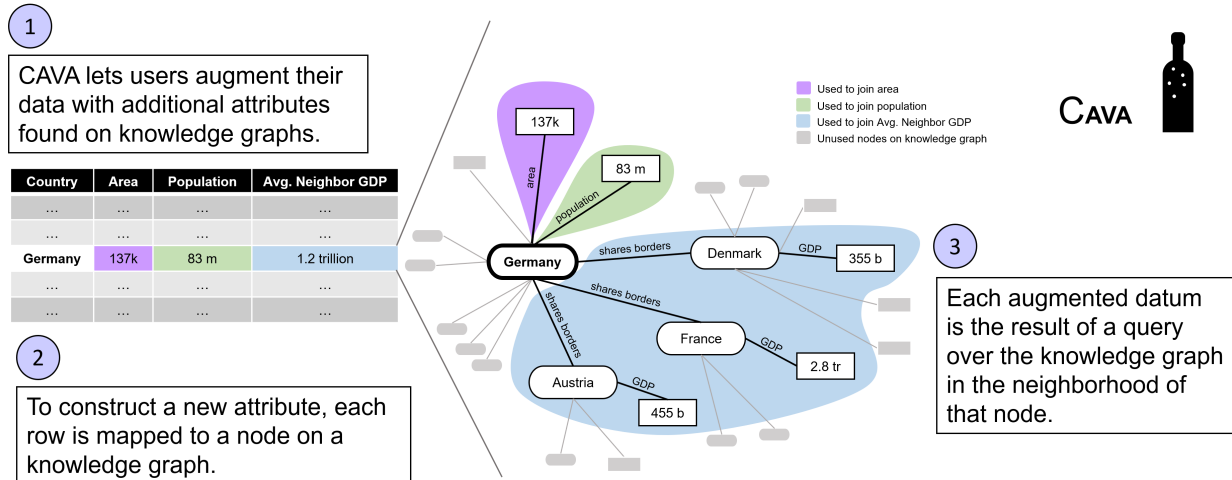 1
CAVA lets users augment their
data with additional attributes
found on knowledge graphs.
Country Area Population Avg. Neighbor GDP
... ... ... ...
... ... ... ...
Germany 137k 83 m 1.2 trillion
... ... ... ...
... ... ... ...
2
To construct a new attribute, each
row is mapped to a node on a
knowledge graph.
137k
area
83 m
population
Germany
shares borders
Denmark
GDP
355 b
shares borders
France
GDP
2.8 tr
shares borders
Austria
GDP
455 b
Used to join area
Used to join population
Used to join Avg. Neighbor GDP
Unused nodes on knowledge graph
CAVA
3
Each augmented datum
is the result of a query
over the knowledge graph
in the neighborhood of
that node.